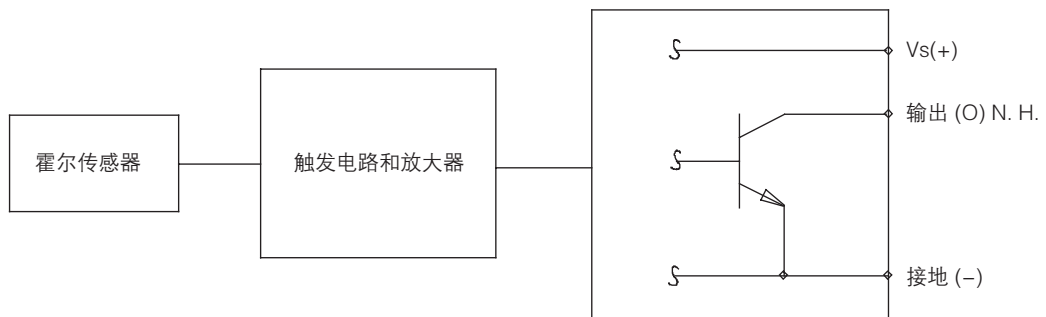 Vs(+)
输出 (O) N. H.
霍尔传感器
触发电路和放大器
接地 (−)